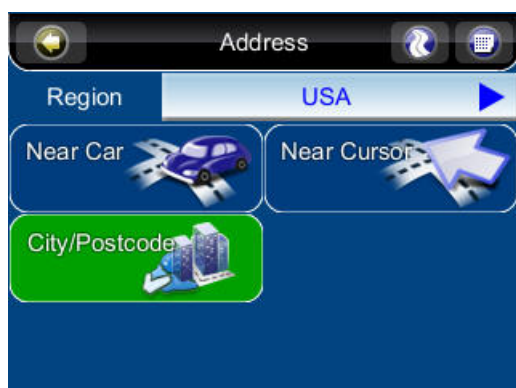 Address
Region
USA
Near Car
Near Cursor
City/Postcode